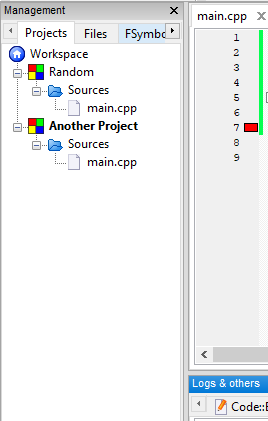 Management
Projects Files FSymbo
Workspace
Random
Sources
main.cpp
Another Project
Sources
main.cpp
main.cpp
1
2
3
4
5
6
7
8
9
Logs & others
Code::B